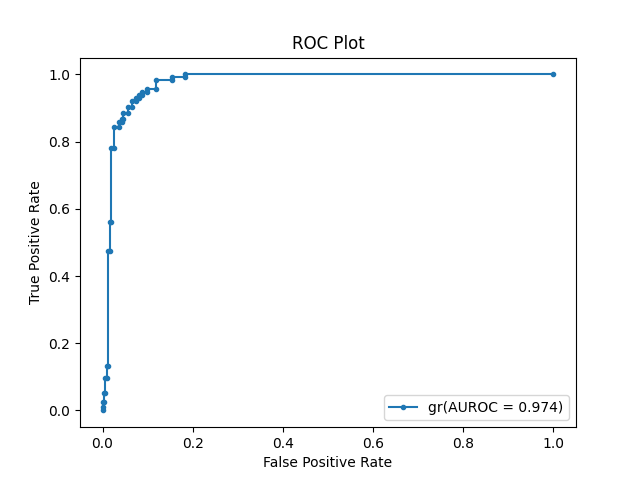 ROC Plot
True Positive Rate
1.0
0.8
0.6
0.4
0.2
0.0
gr(AUROC = 0.974)
0.0 0.2 0.4 0.6 0.8 1.0
False Positive Rate